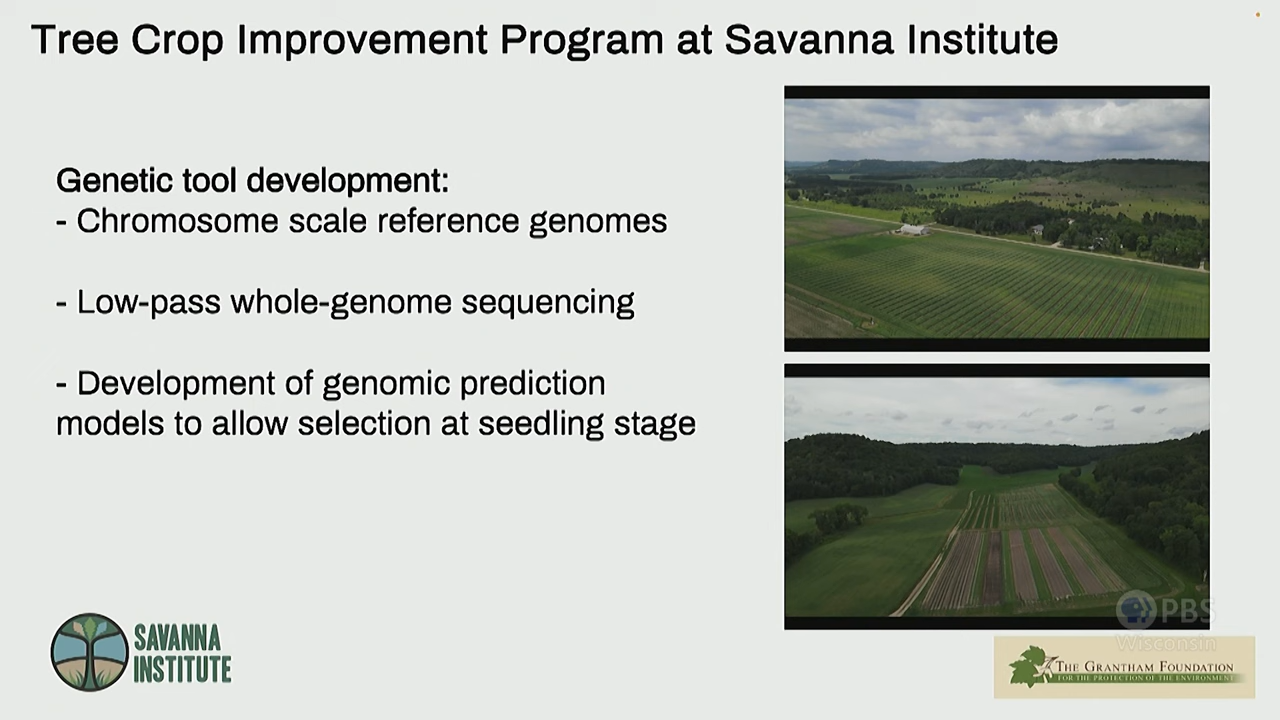 Tree Crop Improvement Program at Savanna Institute
Genetic tool development:
- Chromosome scale reference genomes
- Low-pass whole-genome sequencing
- Development of genomic prediction
models to allow selection at seedling stage
SAVANNA
INSTITUTE
PBS
Wisconsin
THE GRANTHAM FOUNDATION
FOR THE PROTECTION OF THE ENVIRONMENT